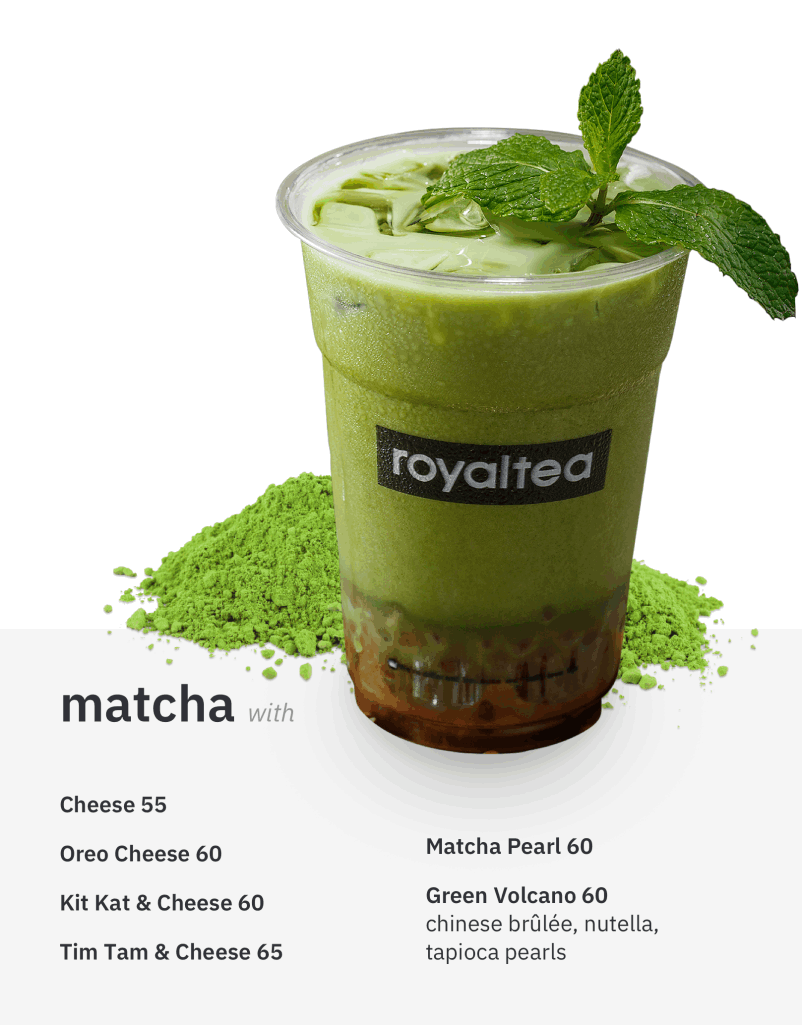 royaltea
matcha with
Cheese 55
Oreo Cheese 60
Kit Kat & Cheese 60
Tim Tam & Cheese 65
Matcha Pearl 60
Green Volcano 60
chinese brûlée, nutella,
tapioca pearls